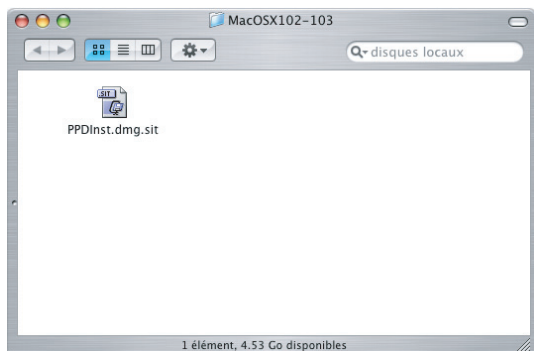 MacOSX102-103
disques locaux
SIT
PPDInst.dmg.sit
1 élément, 4.53 Go disponibles